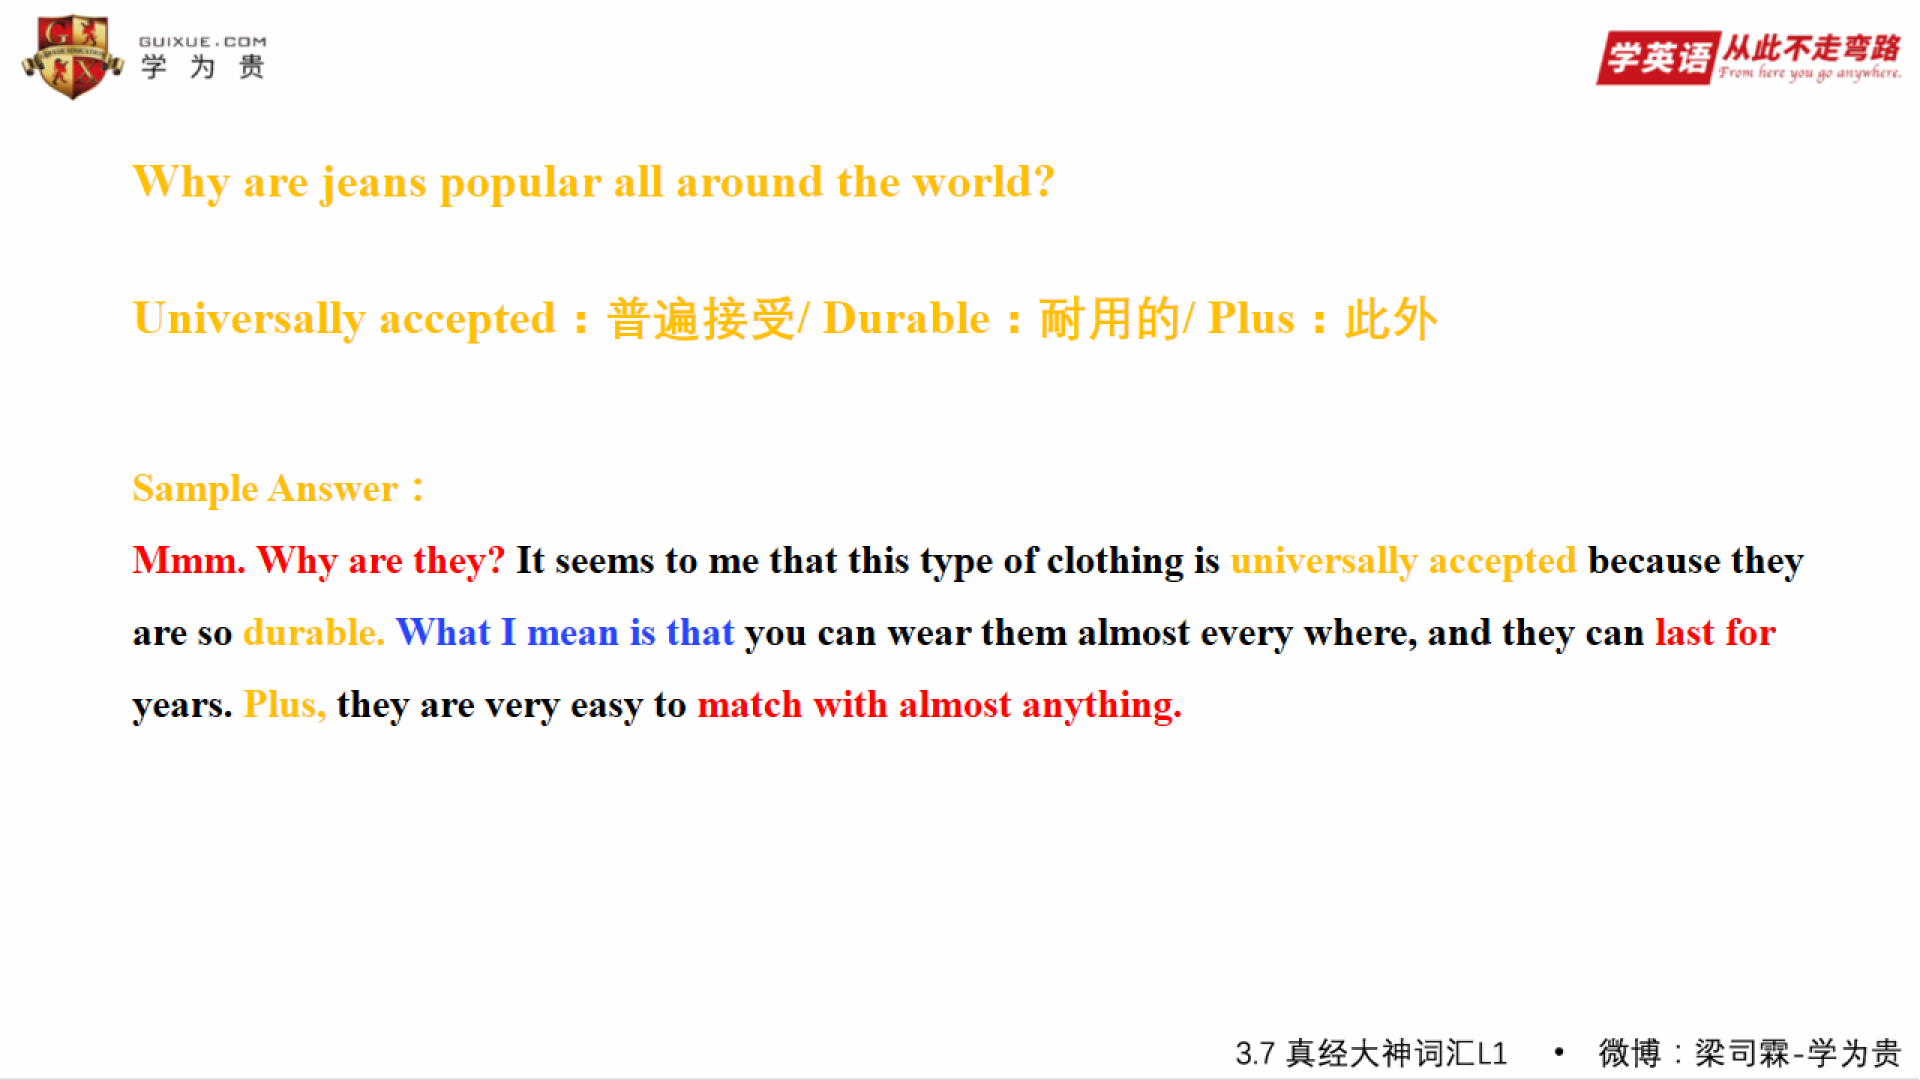 GUIXUE.COM
学为贵
学英语 从此不走弯路
From here you go anywhere.
Why are jeans popular all around the world?
Universally accepted：普遍接受/ Durable：耐用的/ Plus：此外
Sample Answer：
Mmm. Why are they? It seems to me that this type of clothing is universally accepted because they
are so durable. What I mean is that you can wear them almost every where, and they can last for
years. Plus, they are very easy to match with almost anything.
3.7 真经大神词汇L1 • 微博：梁司霖-学为贵